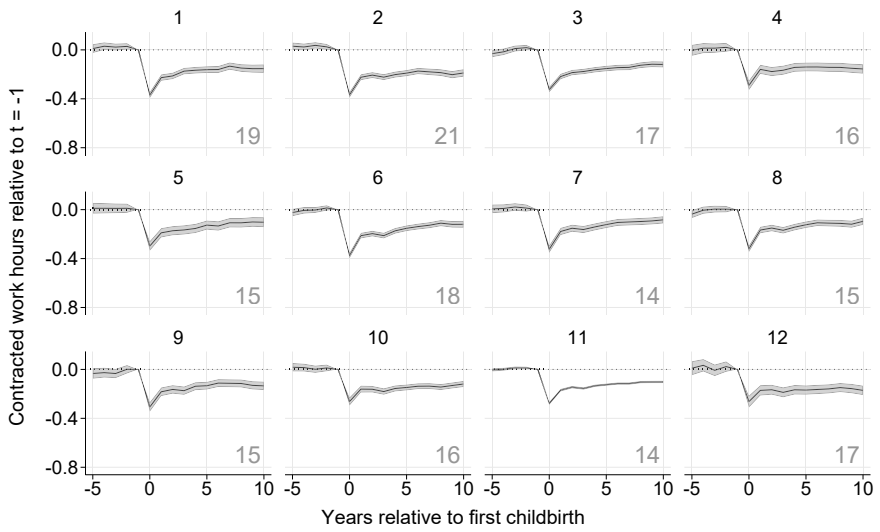 1 2 3 4
0.0
-0.4
-0.8
19 21 17 16
5 6 7 8
0.0
-0.4
-0.8
15 18 14 15
9 10 11 12
0.0
-0.4
-0.8
15 16 14 17
-5 0 5 10 -5 0 5 10 -5 0 5 10 -5 0 5 10
Years relative to first childbirth
Contracted work hours relative to t = -1